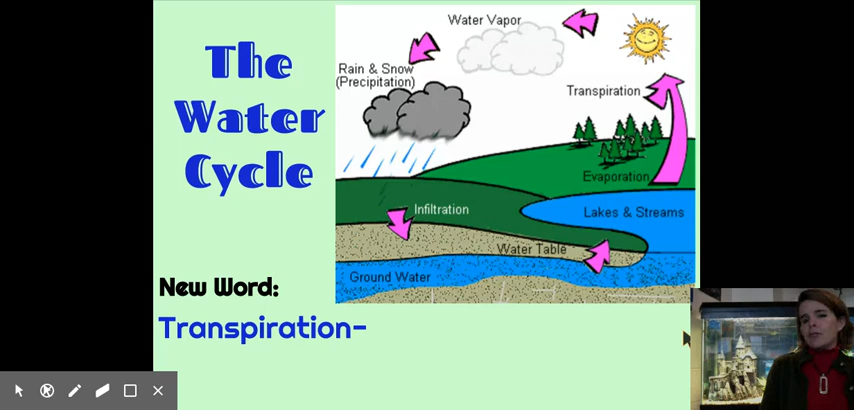 The
Water
Cycle
Water Vapor
Rain & Snow
(Precipitation)
Transpiration
Evaporation
Infiltration
Lakes & Streams
Water Table
Ground Water
New Word:
Transpiration-